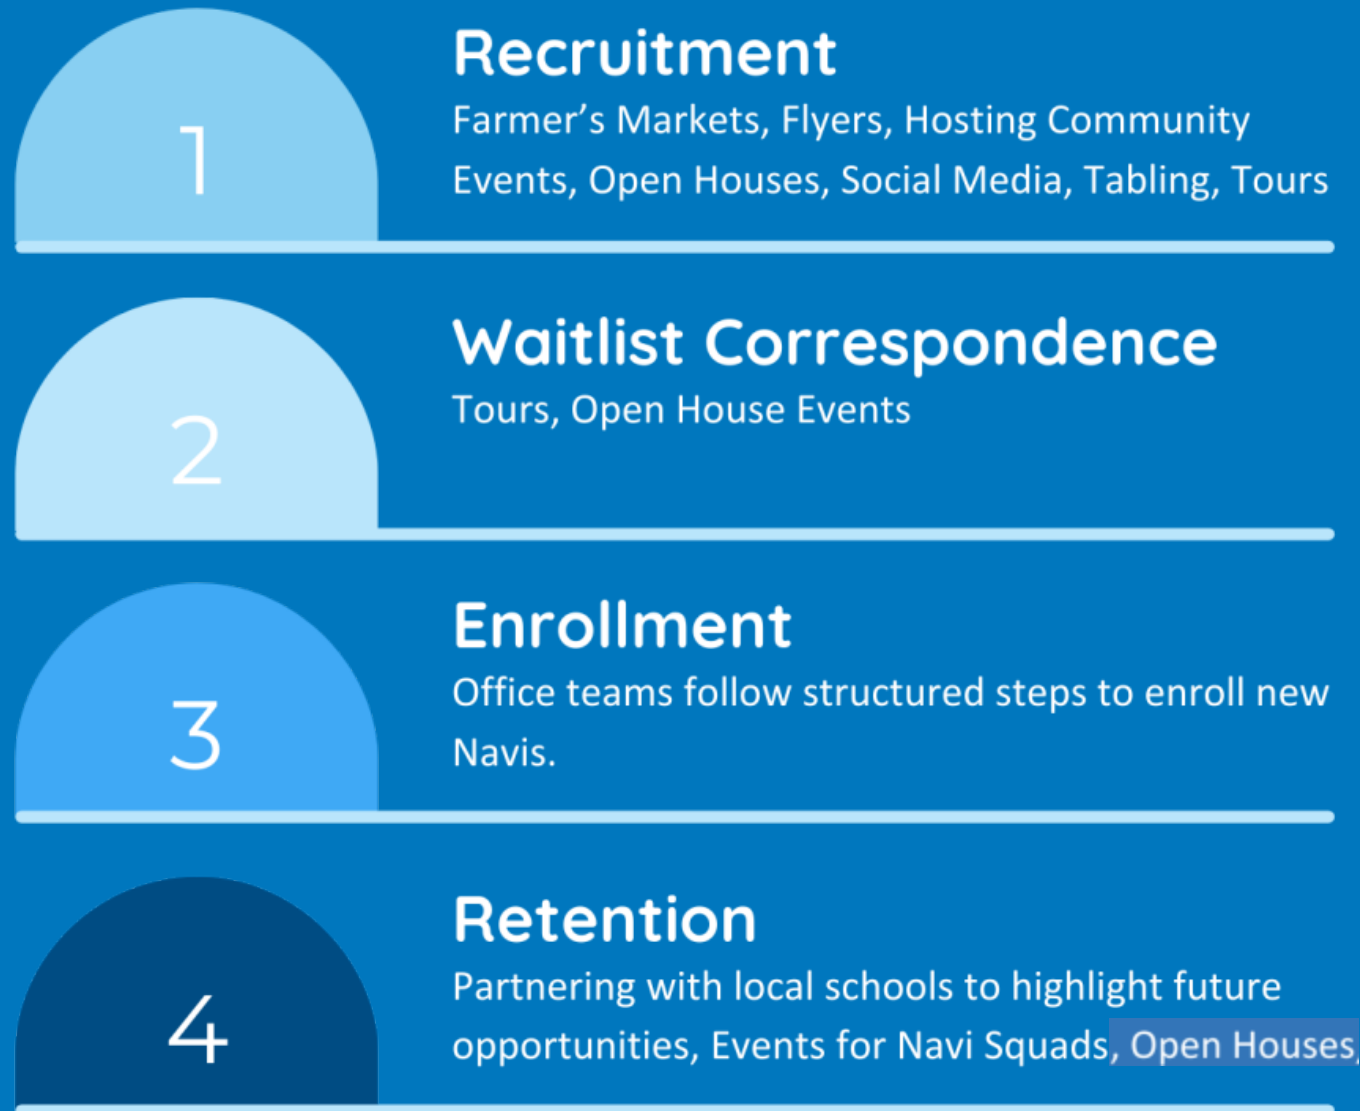 1
Recruitment
Farmer’s Markets, Flyers, Hosting Community
Events, Open Houses, Social Media, Tabling, Tours
2
Waitlist Correspondence
Tours, Open House Events
3
Enrollment
Office teams follow structured steps to enroll new
Navis.
4
Retention
Partnering with local schools to highlight future
opportunities, Events for Navi Squads, Open Houses,